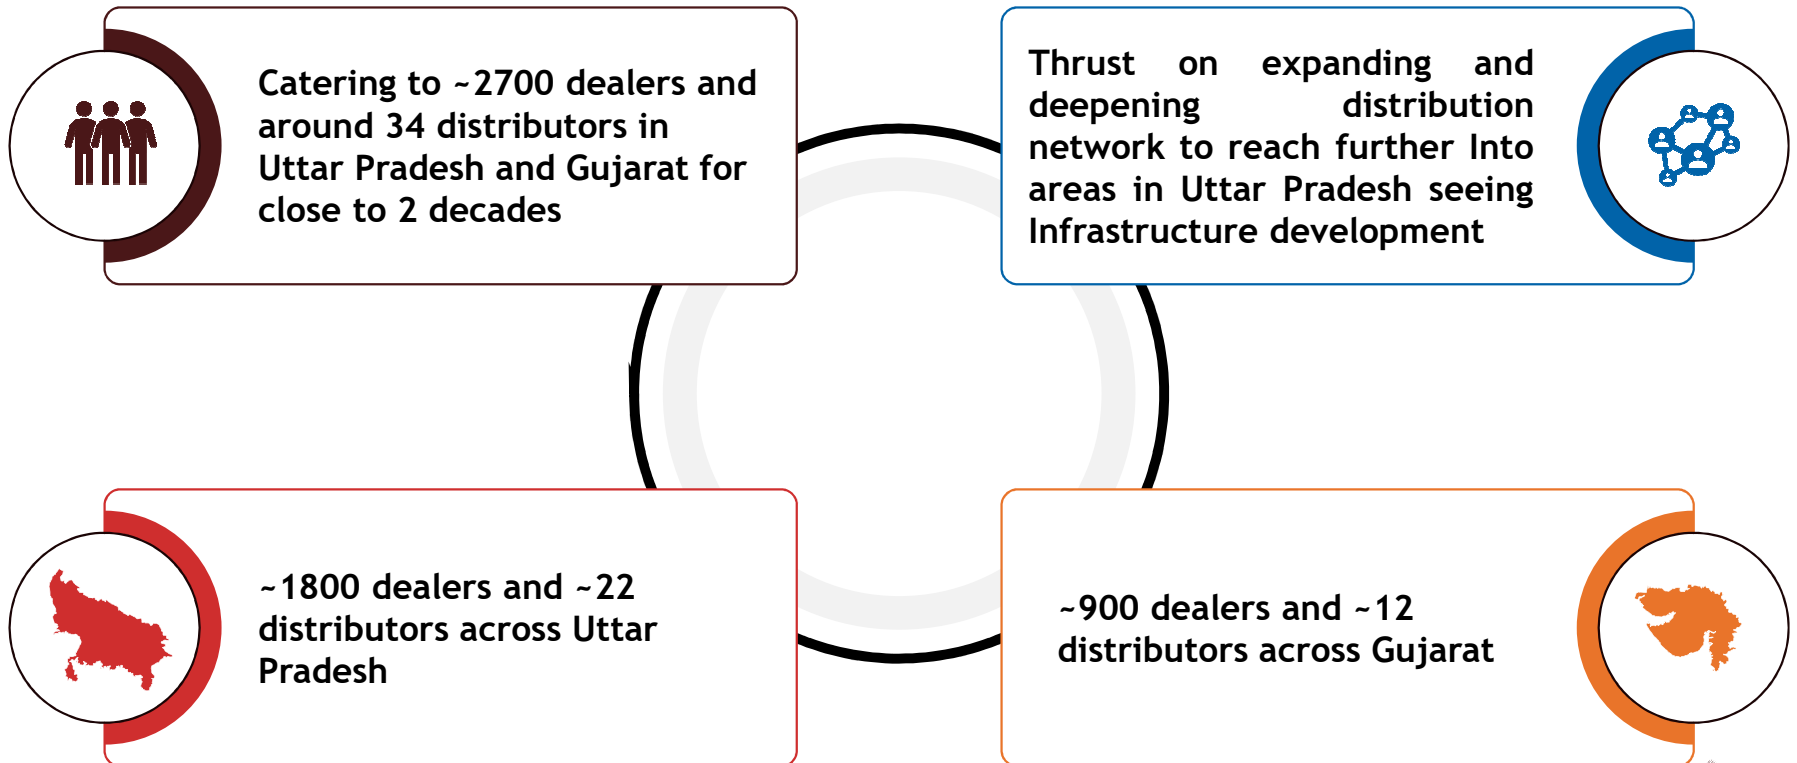 Catering to ~2700 dealers and
around 34 distributors in
Uttar Pradesh and Gujarat for
close to 2 decades
Thrust on expanding and
deepening distribution
network to reach further Into
areas in Uttar Pradesh seeing
Infrastructure development
~1800 dealers and ~22
distributors across Uttar
Pradesh
~900 dealers and ~12
distributors across Gujarat